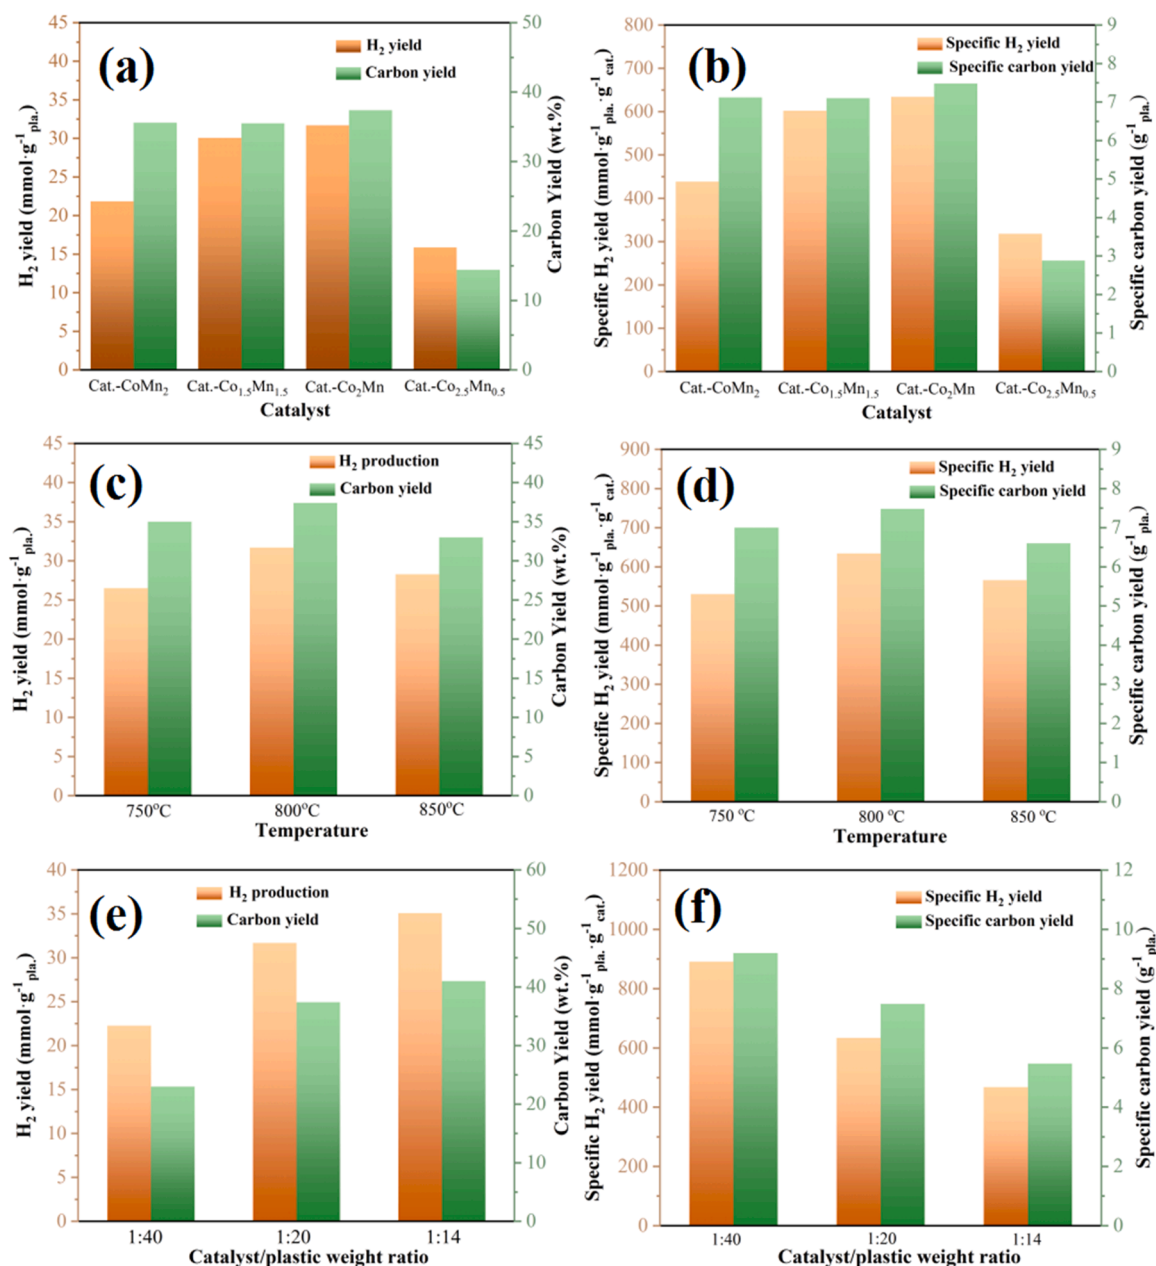 (a)
H₂ yield
Carbon yield
H₂ yield (mmol·g⁻¹pla.)
45
40
35
30
25
20
15
10
5
0
Carbon Yield (wt.%)
50
40
30
20
10
0
Cat.-CoMn₂ Cat.-Co₁.₅Mn₁.₅ Cat.-Co₂Mn Cat.-Co₂.₅Mn₀.₅
Catalyst
(b)
Specific H₂ yield
Specific carbon yield
Specific H₂ yield (mmol·g⁻¹pla.·g⁻¹cat.)
800
700
600
500
400
300
200
100
0
Specific carbon yield (g⁻¹pla.)
9
8
7
6
5
4
3
2
1
0
Cat.-CoMn₂ Cat.-Co₁.₅Mn₁.₅ Cat.-Co₂Mn Cat.-Co₂.₅Mn₀.₅
Catalyst
(c)
H₂ production
Carbon yield
H₂ yield (mmol·g⁻¹pla.)
45
40
35
30
25
20
15
10
5
0
Carbon Yield (wt.%)
45
40
35
30
25
20
15
10
5
0
750°C 800°C 850°C
Temperature
(d)
Specific H₂ yield
Specific carbon yield
Specific H₂ yield (mmol·g⁻¹pla.·g⁻¹cat.)
900
800
700
600
500
400
300
200
100
0
Specific carbon yield (g⁻¹pla.)
9
8
7
6
5
4
3
2
1
0
750 °C 800 °C 850 °C
Temperature
(e)
H₂ production
Carbon yield
H₂ yield (mmol·g⁻¹pla.)
40
35
30
25
20
15
10
5
0
Carbon Yield (wt.%)
60
50
40
30
20
10
0
1:40 1:20 1:14
Catalyst/plastic weight ratio
(f)
Specific H₂ yield
Specific carbon yield
Specific H₂ yield (mmol·g⁻¹pla.·g⁻¹cat.)
1200
1000
800
600
400
200
0
Specific carbon yield (g⁻¹pla.)
12
10
8
6
4
2
0
1:40 1:20 1:14
Catalyst/plastic weight ratio